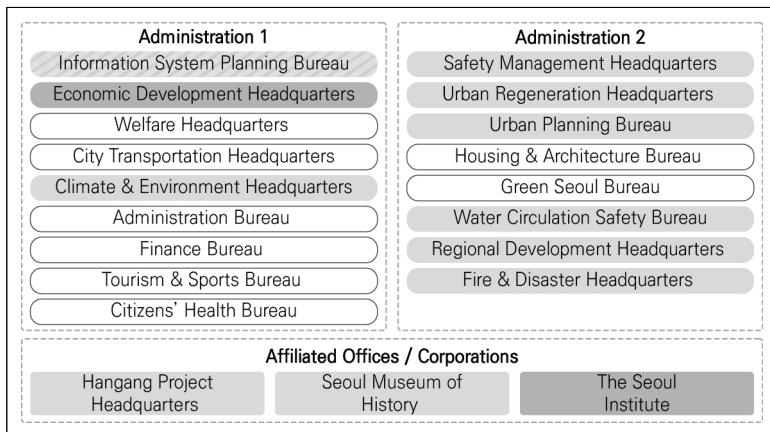 Administration 1
Information System Planning Bureau
Economic Development Headquarters
Welfare Headquarters
City Transportation Headquarters
Climate & Environment Headquarters
Administration Bureau
Finance Bureau
Tourism & Sports Bureau
Citizens' Health Bureau
Administration 2
Safety Management Headquarters
Urban Regeneration Headquarters
Urban Planning Bureau
Housing & Architecture Bureau
Green Seoul Bureau
Water Circulation Safety Bureau
Regional Development Headquarters
Fire & Disaster Headquarters
Affiliated Offices / Corporations
Hangang Project
Headquarters
Seoul Museum of
History
The Seoul
Institute